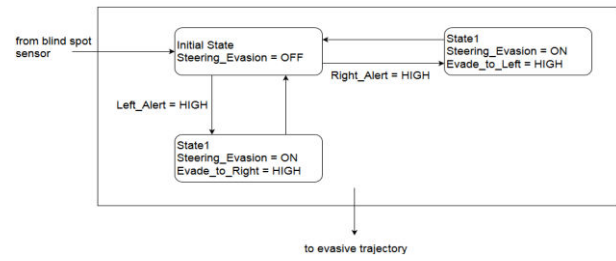 from blind spot
sensor
Initial State
Steering_Evasion = OFF
State1
Steering_Evasion = ON
Evade_to_Left = HIGH
Right_Alert = HIGH
Left_Alert = HIGH
State1
Steering_Evasion = ON
Evade_to_Right = HIGH
to evasive trajectory